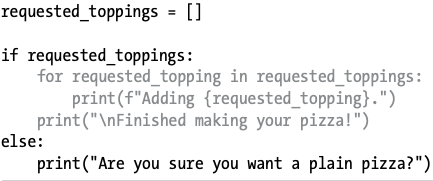 requested_toppings = []
if requested_toppings:
    for requested_topping in requested_toppings:
        print(f"Adding {requested_topping}.")
    print("\nFinished making your pizza!")
else:
    print("Are you sure you want a plain pizza?")